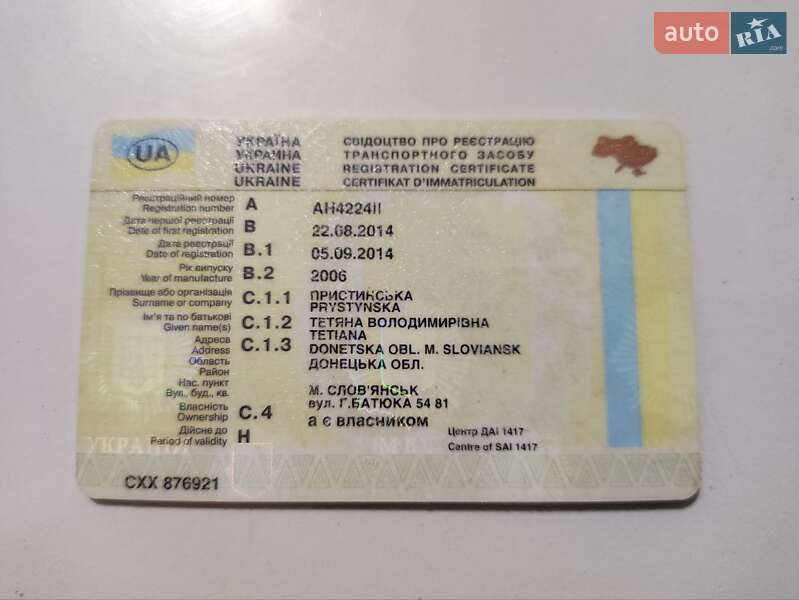 auto RIA .com
UA
УКРАЇНА
УКРАИНА
UKRAINE
UKRAINE
СВІДОЦТВО ПРО РЕЄСТРАЦІЮ
ТРАНСПОРТНОГО ЗАСОБУ
REGISTRATION CERTIFICATE
CERTIFIKAT D'IMMATRICULATION
Реєстраційний номер
Registration number A АН4224ІІ
Дата першої реєстрації
Date of first registration B 22.08.2014
Дата реєстрації
Date of registration B.1 05.09.2014
Рік випуску
Year of manufacture B.2 2006
Прізвище або організація
Surname or company C.1.1 ПРИСТИНСЬКА
PRYSTYNSKA
Ім'я та по батькові
Given name(s) C.1.2 ТЕТЯНА ВОЛОДИМИРІВНА
TETIANA
Адреса
Address C.1.3 DONETSKA OBL. M. SLOVIANSK
Область ДОНЕЦЬКА ОБЛ.
Район
Нас. пункт М. СЛОВ'ЯНСЬК
Вул., буд., кв. вул. Г.БАТЮКА 54 81
Власність
Ownership C.4 а є власником
Дійсне до
Period of validity H
Центр ДАІ 1417
Centre of SAI 1417
УКРАЇНА
СХХ 876921